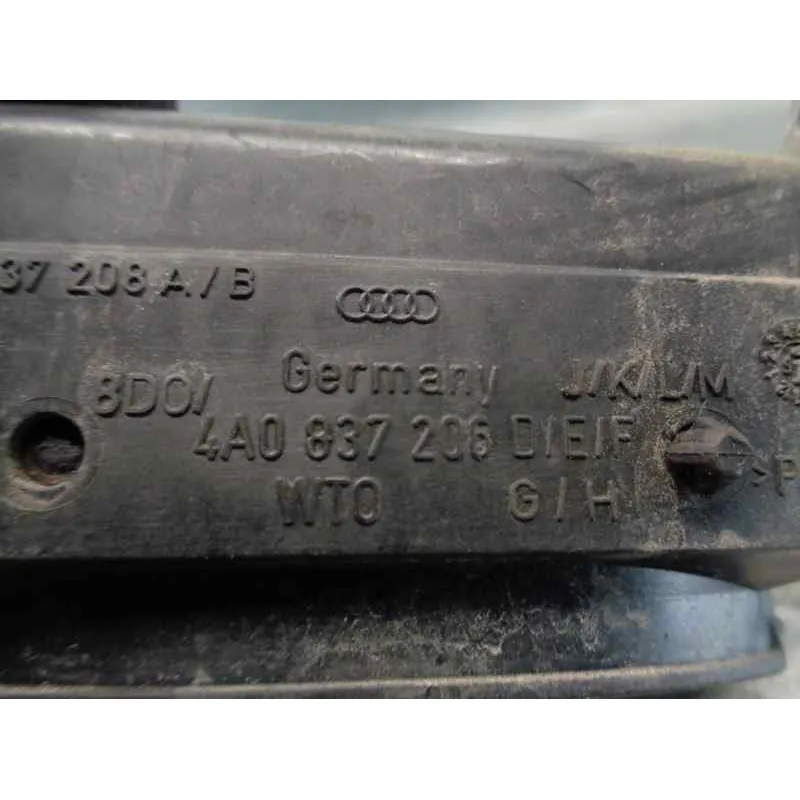 37 208 A/B
Germany J/K/L/M
8D0/
4A0 837 206 D/E/F
WTO G/H
>P